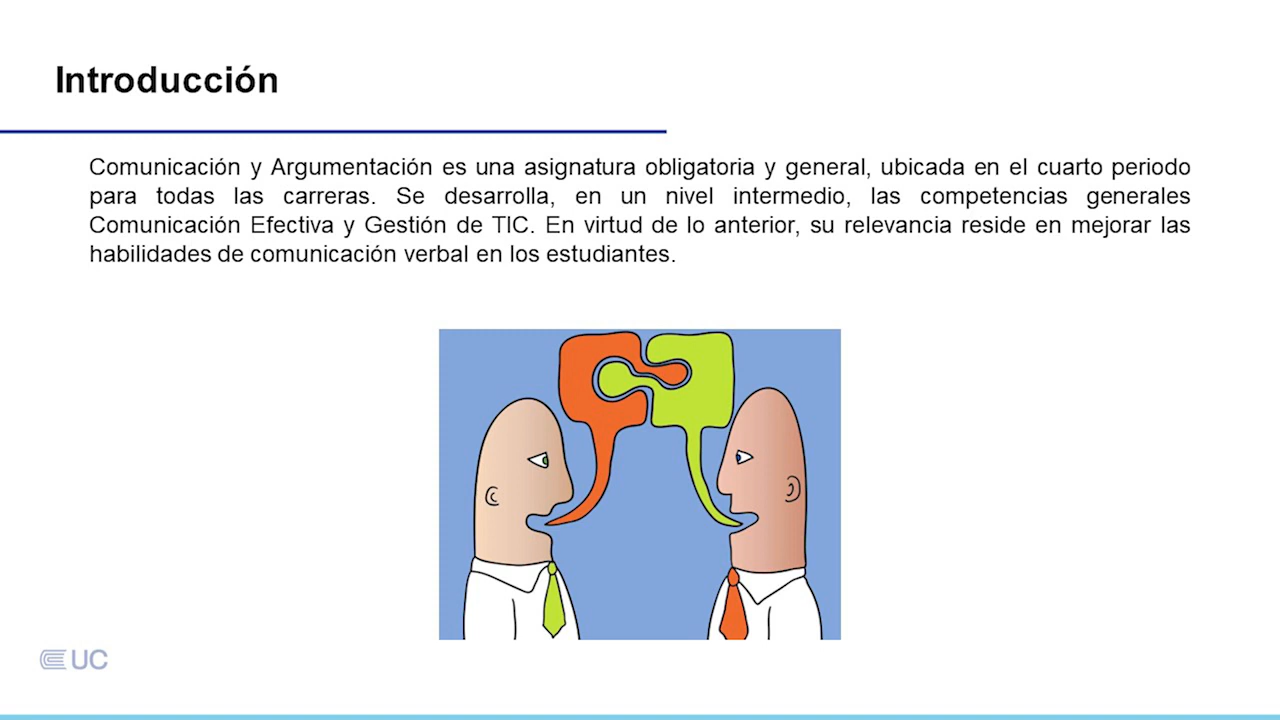 Introducción
Comunicación y Argumentación es una asignatura obligatoria y general, ubicada en el cuarto periodo
para todas las carreras. Se desarrolla, en un nivel intermedio, las competencias generales
Comunicación Efectiva y Gestión de TIC. En virtud de lo anterior, su relevancia reside en mejorar las
habilidades de comunicación verbal en los estudiantes.
UC